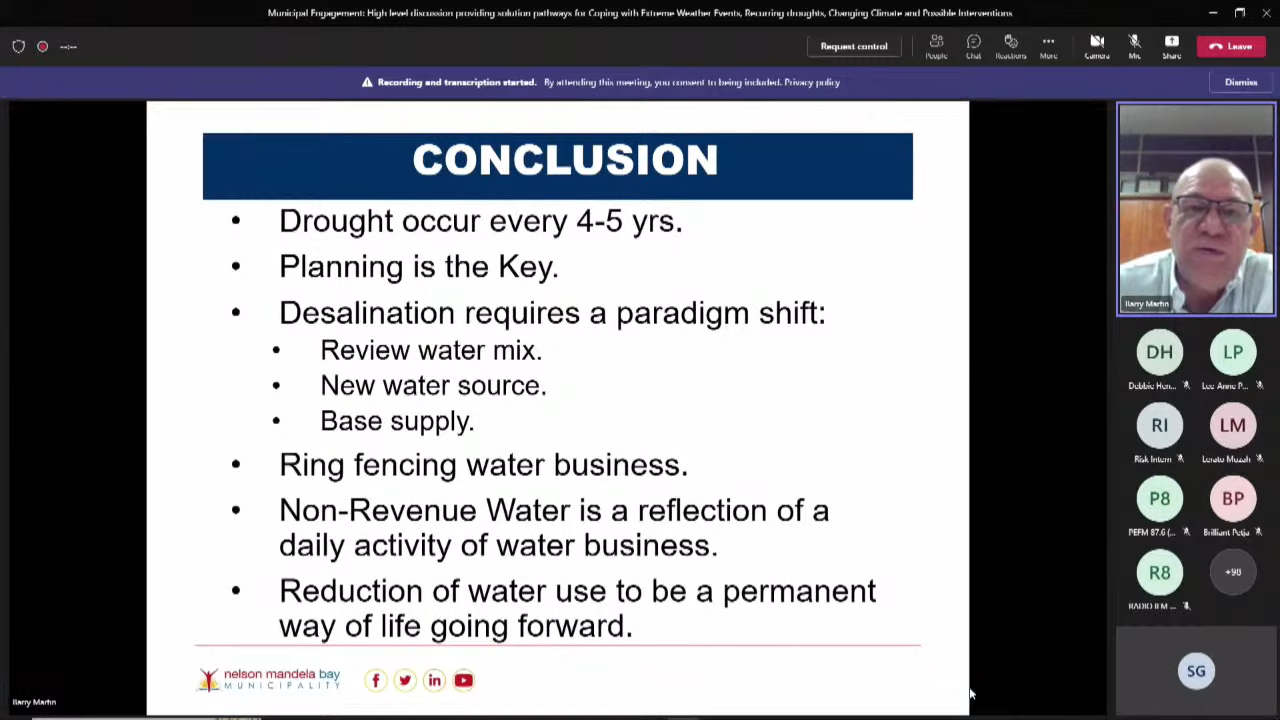 Municipal Engagement: High level discussion providing solution pathways for Coping with Extreme Weather Events, Recurring droughts, Changing Climate and Possible Interventions
--:--
Request control
People
Chat
Reactions
More
Camera
Mic
Share
Leave
Recording and transcription started. By attending this meeting, you consent to being included. Privacy policy
Dismiss
CONCLUSION
• Drought occur every 4-5 yrs.
• Planning is the Key.
• Desalination requires a paradigm shift:
• Review water mix.
• New water source.
• Base supply.
• Ring fencing water business.
• Non-Revenue Water is a reflection of a
daily activity of water business.
• Reduction of water use to be a permanent
way of life going forward.
nelson mandela bay
MUNICIPALITY
Barry Martin
Barry Martin
DH
LP
Debbie Hen...
Lee Anne P...
RI
LM
Risk Intern
Lerato Muzah
P8
BP
PEFM 87.6 (...
Brilliant Petja
R8
+98
SG